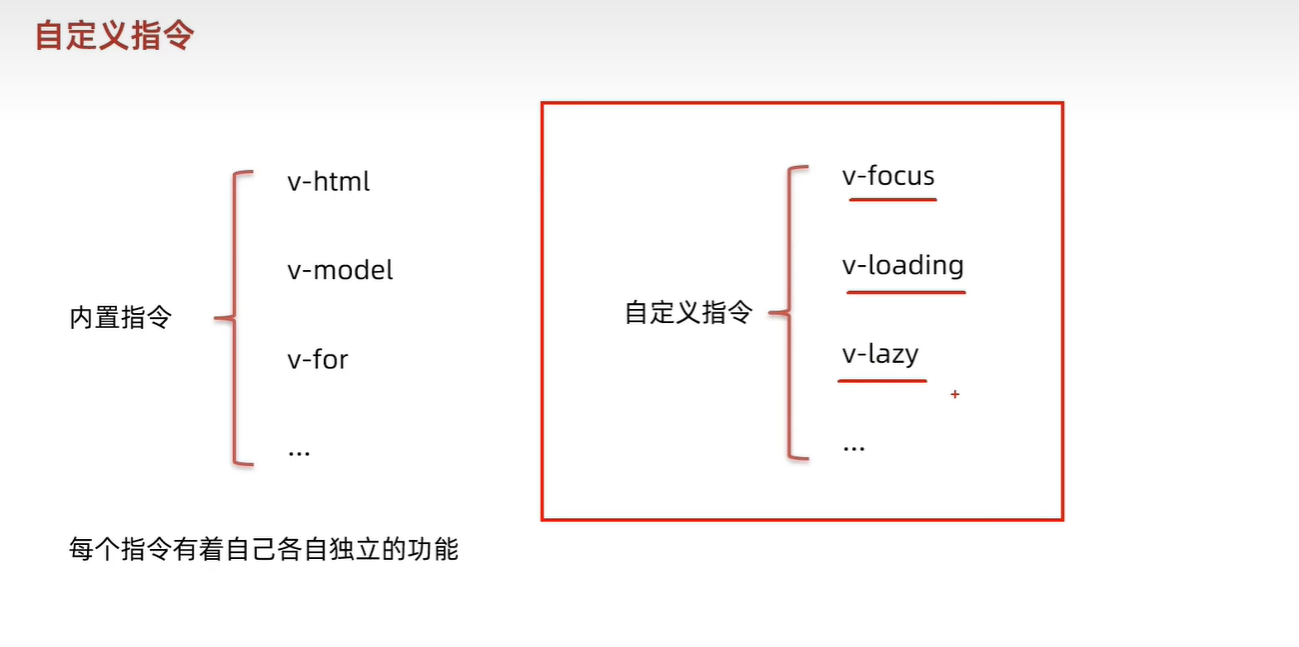 自定义指令
内置指令
v-html
v-model
v-for
...
自定义指令
v-focus
v-loading
v-lazy
...
每个指令有着自己各自独立的功能